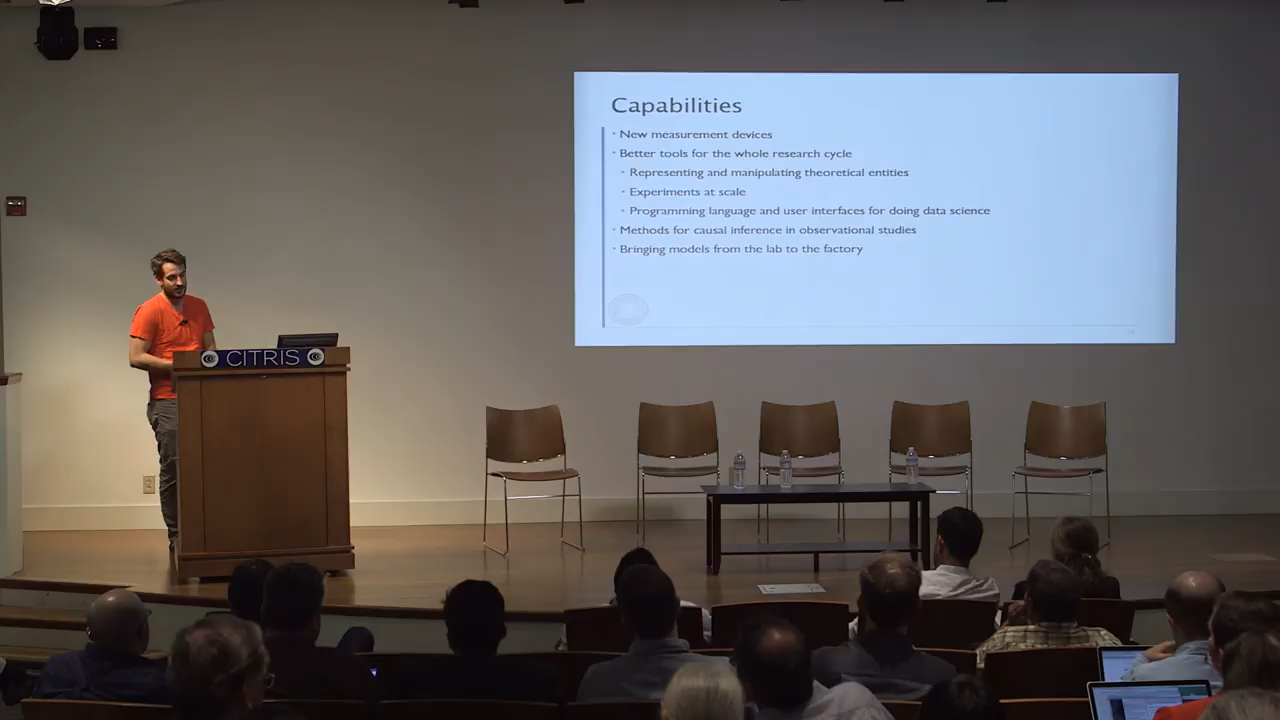 Capabilities
New measurement devices
Better tools for the whole research cycle
Representing and manipulating theoretical entities
Experiments at scale
Programming language and user interfaces for doing data science
Methods for causal inference in observational studies
Bringing models from the lab to the factory
CITRIS